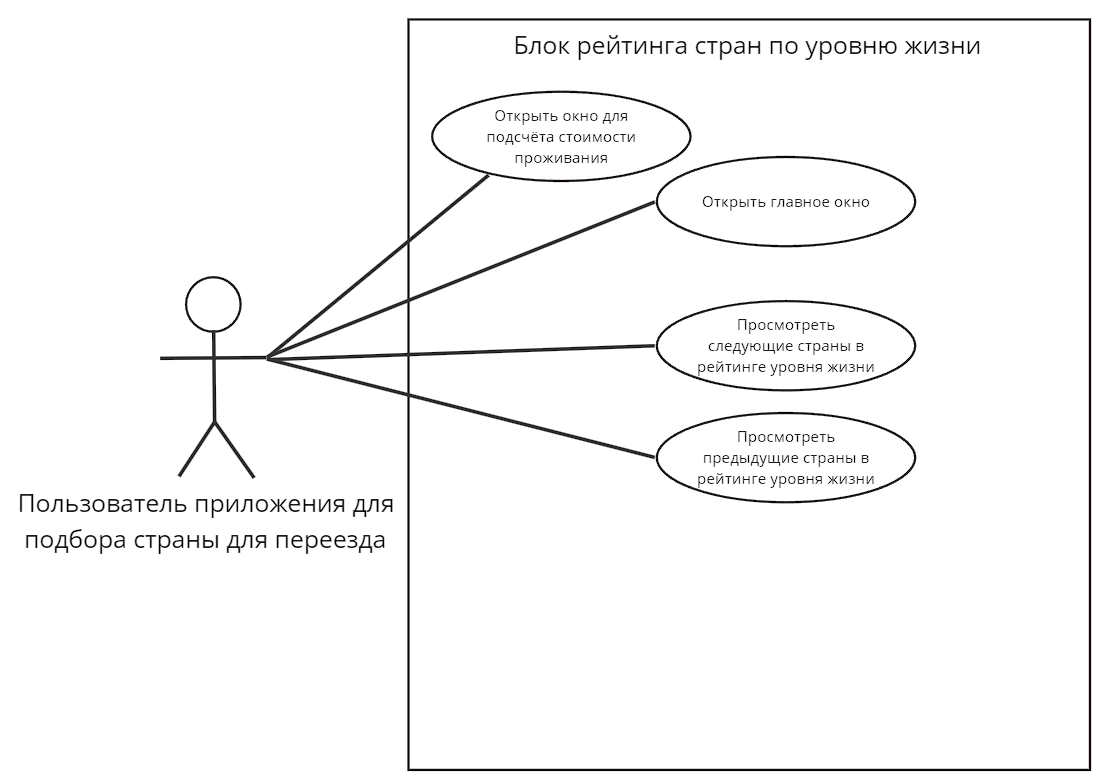 Блок рейтинга стран по уровню жизни
Открыть окно для
подсчёта стоимости
проживания
Открыть главное окно
Просмотреть
следующие страны в
рейтинге уровня жизни
Просмотреть
предыдущие страны в
рейтинге уровня жизни
Пользователь приложения для
подбора страны для переезда